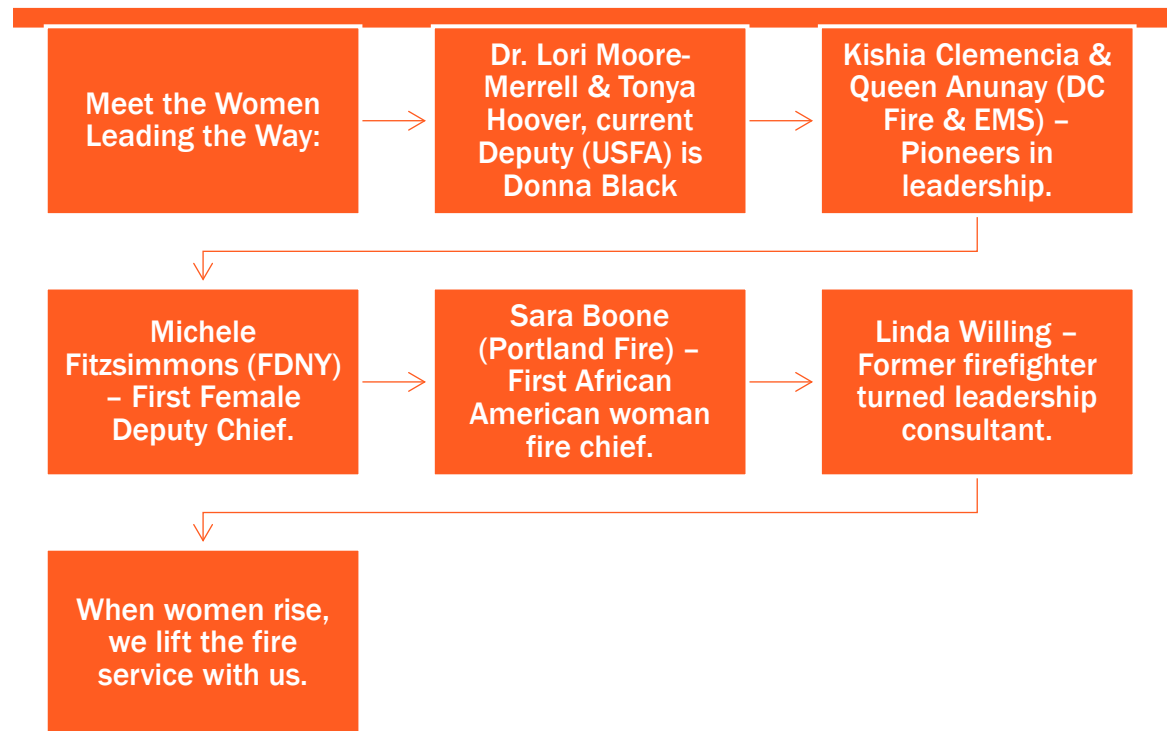 Meet the Women
Leading the Way:
Dr. Lori Moore-
Merrell & Tonya
Hoover, current
Deputy (USFA) is
Donna Black
Kishia Clemencia &
Queen Anunay (DC
Fire & EMS) –
Pioneers in
leadership.
Michele
Fitzsimmons (FDNY)
– First Female
Deputy Chief.
Sara Boone
(Portland Fire) –
First African
American woman
fire chief.
Linda Willing –
Former firefighter
turned leadership
consultant.
When women rise,
we lift the fire
service with us.